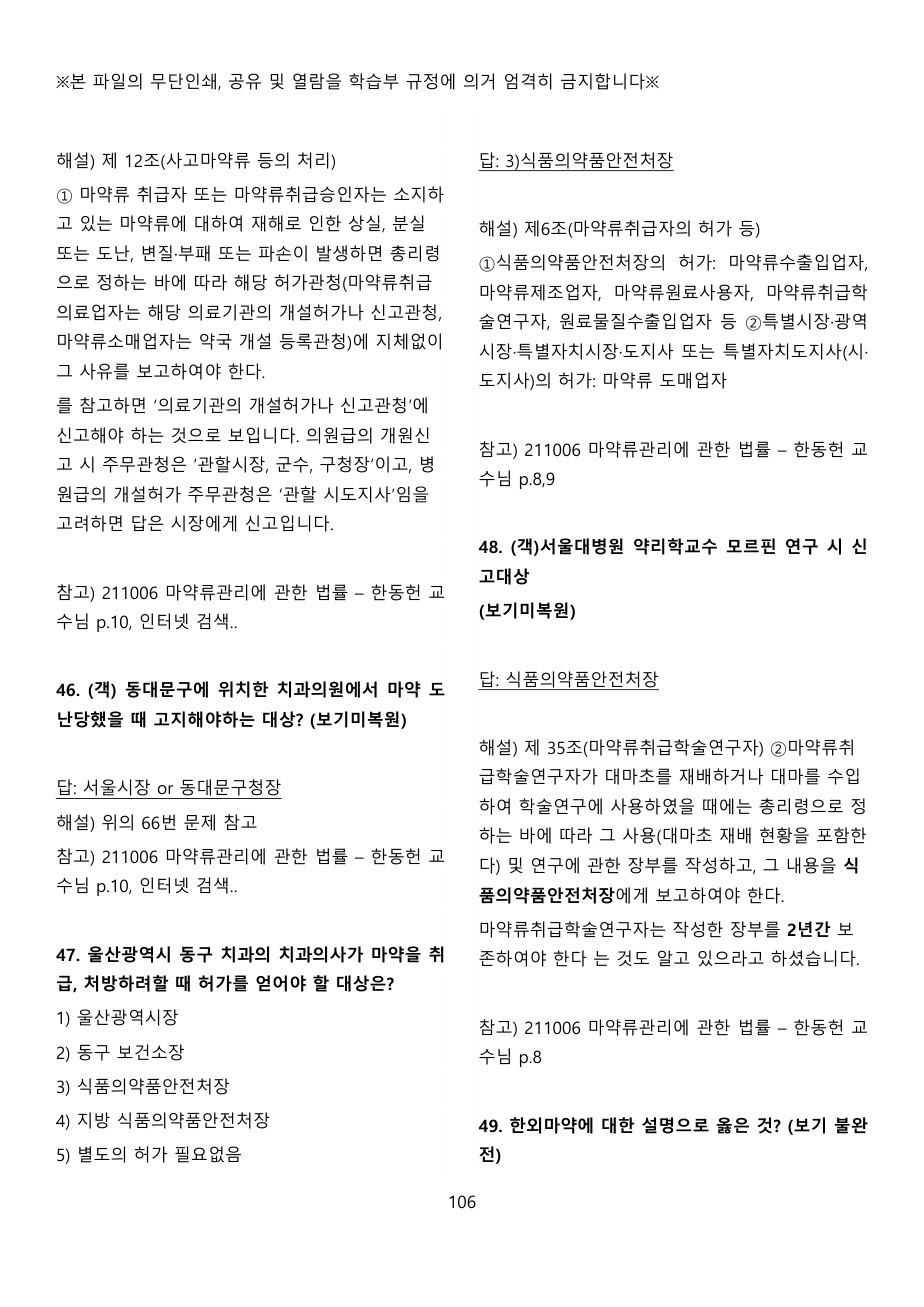 ※본 파일의 무단인쇄, 공유 및 열람을 학습부 규정에 의거 엄격히 금지합니다※
해설) 제 12조(사고마약류 등의 처리)
① 마약류 취급자 또는 마약류취급승인자는 소지하
고 있는 마약류에 대하여 재해로 인한 상실, 분실
또는 도난, 변질·부패 또는 파손이 발생하면 총리령
으로 정하는 바에 따라 해당 허가관청(마약류취급
의료업자는 해당 의료기관의 개설허가나 신고관청,
마약류소매업자는 약국 개설 등록관청)에 지체없이
그 사유를 보고하여야 한다.
를 참고하면 ‘의료기관의 개설허가나 신고관청’에
신고해야 하는 것으로 보입니다. 의원급의 개원신
고 시 주무관청은 ‘관할시장, 군수, 구청장’이고, 병
원급의 개설허가 주무관청은 ‘관할 시도지사’임을
고려하면 답은 시장에게 신고입니다.
참고) 211006 마약류관리에 관한 법률 – 한동헌 교
수님 p.10, 인터넷 검색..
46. (객) 동대문구에 위치한 치과의원에서 마약 도
난당했을 때 고지해야하는 대상? (보기미복원)
답: 서울시장 or 동대문구청장
해설) 위의 66번 문제 참고
참고) 211006 마약류관리에 관한 법률 – 한동헌 교
수님 p.10, 인터넷 검색..
47. 울산광역시 동구 치과의 치과의사가 마약을 취
급, 처방하려할 때 허가를 얻어야 할 대상은?
1) 울산광역시장
2) 동구 보건소장
3) 식품의약품안전처장
4) 지방 식품의약품안전처장
5) 별도의 허가 필요없음
답: 3)식품의약품안전처장
해설) 제6조(마약류취급자의 허가 등)
①식품의약품안전처장의 허가: 마약류수출입업자,
마약류제조업자, 마약류원료사용자, 마약류취급학
술연구자, 원료물질수출입업자 등 ②특별시장·광역
시장·특별자치시장·도지사 또는 특별자치도지사(시·
도지사)의 허가: 마약류 도매업자
참고) 211006 마약류관리에 관한 법률 – 한동헌 교
수님 p.8,9
48. (객)서울대병원 약리학교수 모르핀 연구 시 신
고대상
(보기미복원)
답: 식품의약품안전처장
해설) 제 35조(마약류취급학술연구자) ②마약류취
급학술연구자가 대마초를 재배하거나 대마를 수입
하여 학술연구에 사용하였을 때에는 총리령으로 정
하는 바에 따라 그 사용(대마초 재배 현황을 포함한
다) 및 연구에 관한 장부를 작성하고, 그 내용을 식
품의약품안전처장에게 보고하여야 한다.
마약류취급학술연구자는 작성한 장부를 2년간 보
존하여야 한다 는 것도 알고 있으라고 하셨습니다.
참고) 211006 마약류관리에 관한 법률 – 한동헌 교
수님 p.8
49. 한외마약에 대한 설명으로 옳은 것? (보기 불완
전)
106